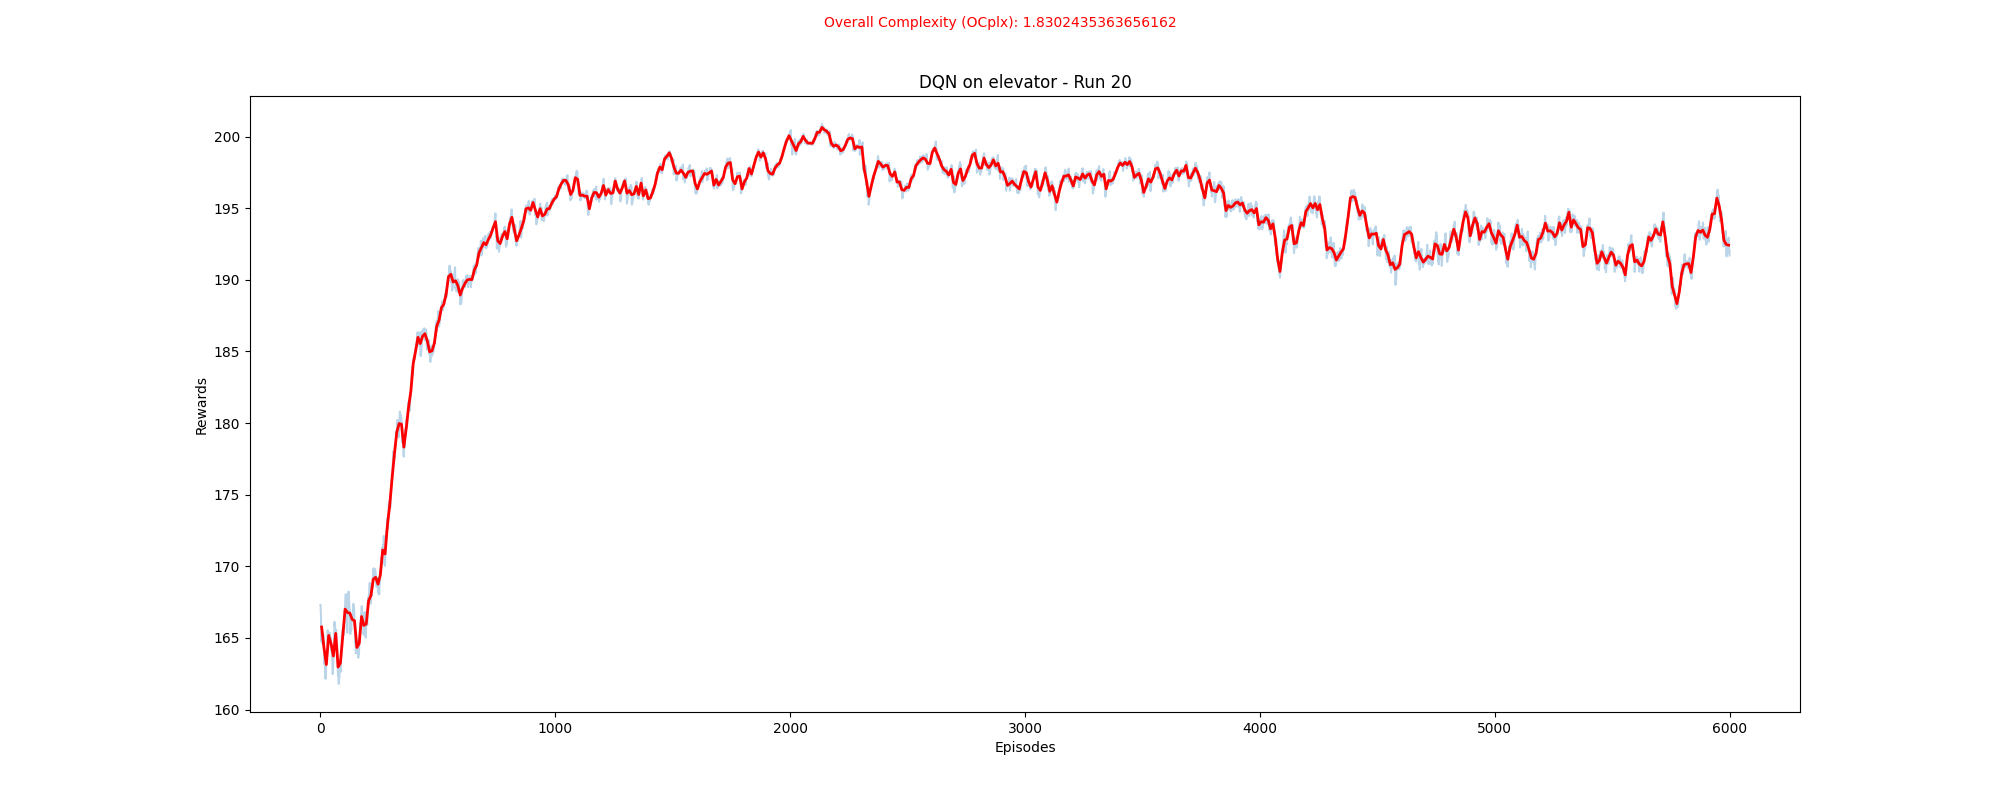 Overall Complexity (OCplx): 1.8302435363656162
DQN on elevator - Run 20
200
195
190
185
180
175
170
165
160
Rewards
0 1000 2000 3000 4000 5000 6000
Episodes